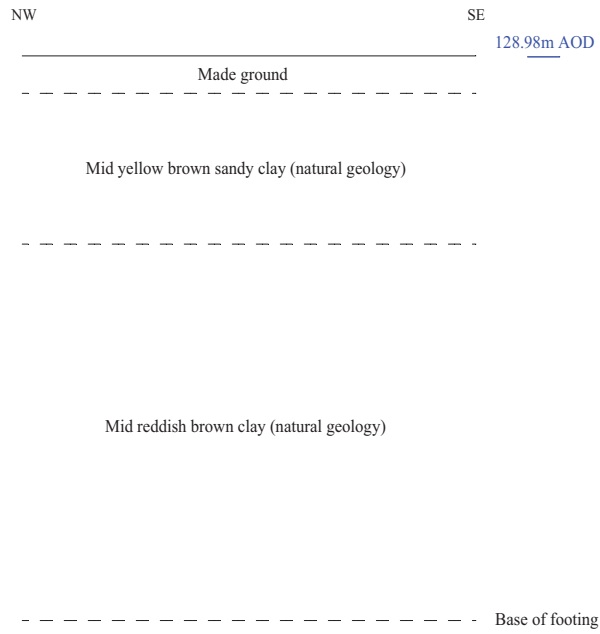 NW
SE
128.98m AOD
Made ground
Mid yellow brown sandy clay (natural geology)
Mid reddish brown clay (natural geology)
Base of footing